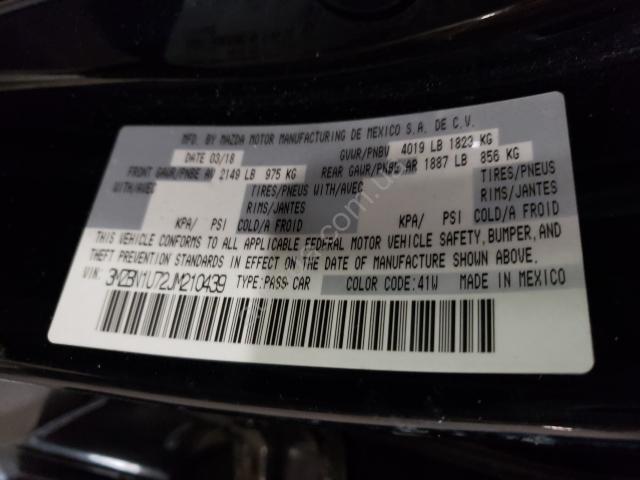 MFD. BY MAZDA MOTOR MANUFACTURING DE MEXICO S.A. DE C.V.
DATE 03/18 GVWR/PNBV 4019 LB 1823 KG
FRONT GAWR/PNBE AV 2149 LB 975 KG REAR GAWR/PNBE AR 1887 LB 856 KG
WITH/AVEC TIRES/PNEUS WITH/AVEC TIRES/PNEUS
RIMS/JANTES RIMS/JANTES
KPA/ PSI COLD/A FROID KPA/ PSI COLD/A FROID
THIS VEHICLE CONFORMS TO ALL APPLICABLE FEDERAL MOTOR VEHICLE SAFETY, BUMPER, AND
THEFT PREVENTION STANDARDS IN EFFECT ON THE DATE OF MANUFACTURE SHOWN ABOVE.
VIN: 3MZBN1U72JM210439 TYPE:PASS-CAR COLOR CODE:41W MADE IN MEXICO